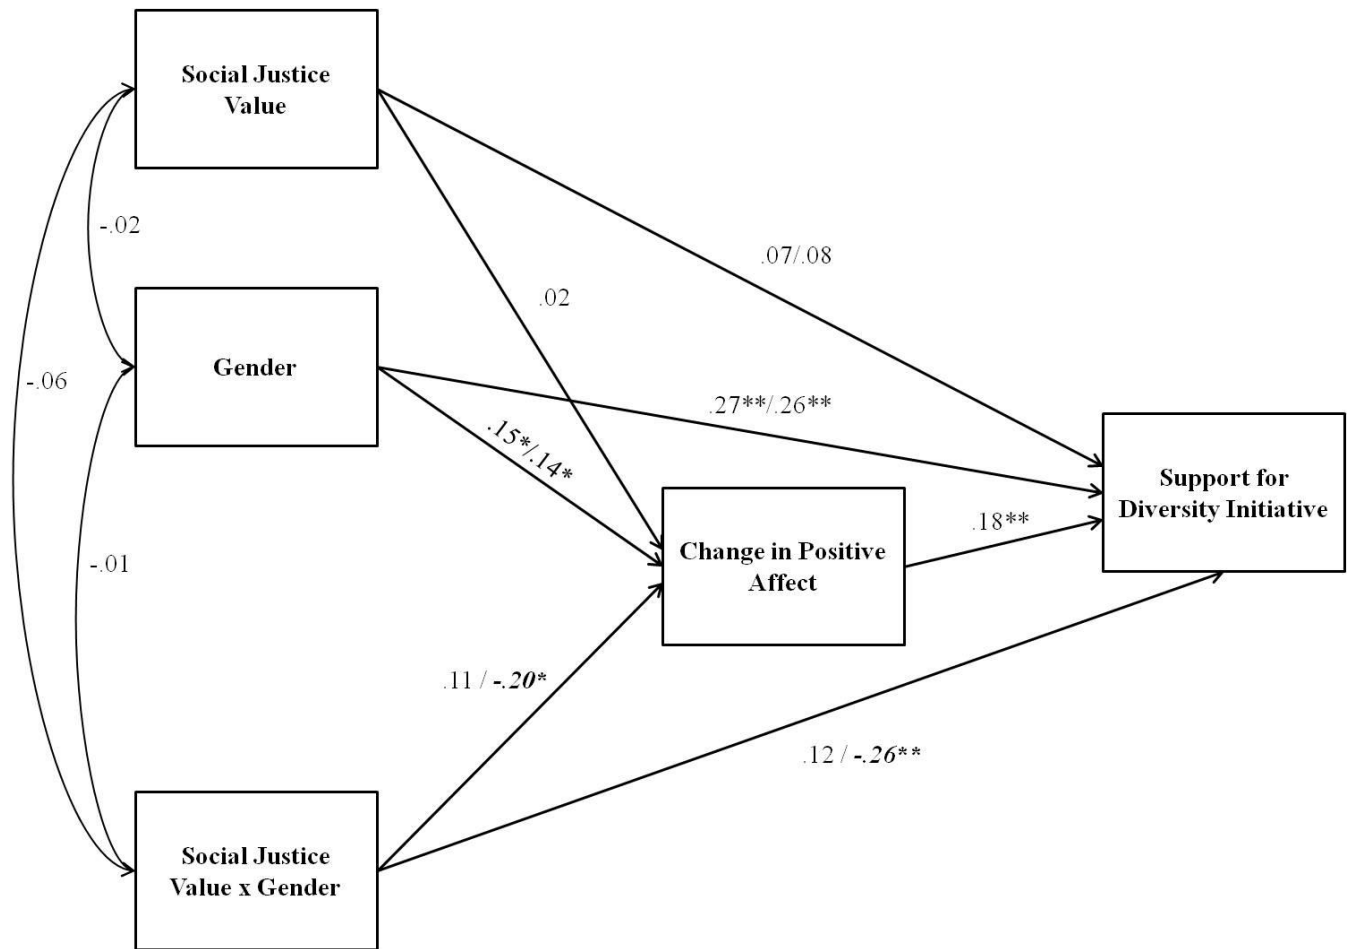 Social Justice
Value
-.02
.07/.08
.02
Gender
-.06
.27**/.26**
.15*/.14*
Support for
Diversity Initiative
.18**
Change in Positive
Affect
-.01
.11 / -.20*
.12 / -.26**
Social Justice
Value x Gender